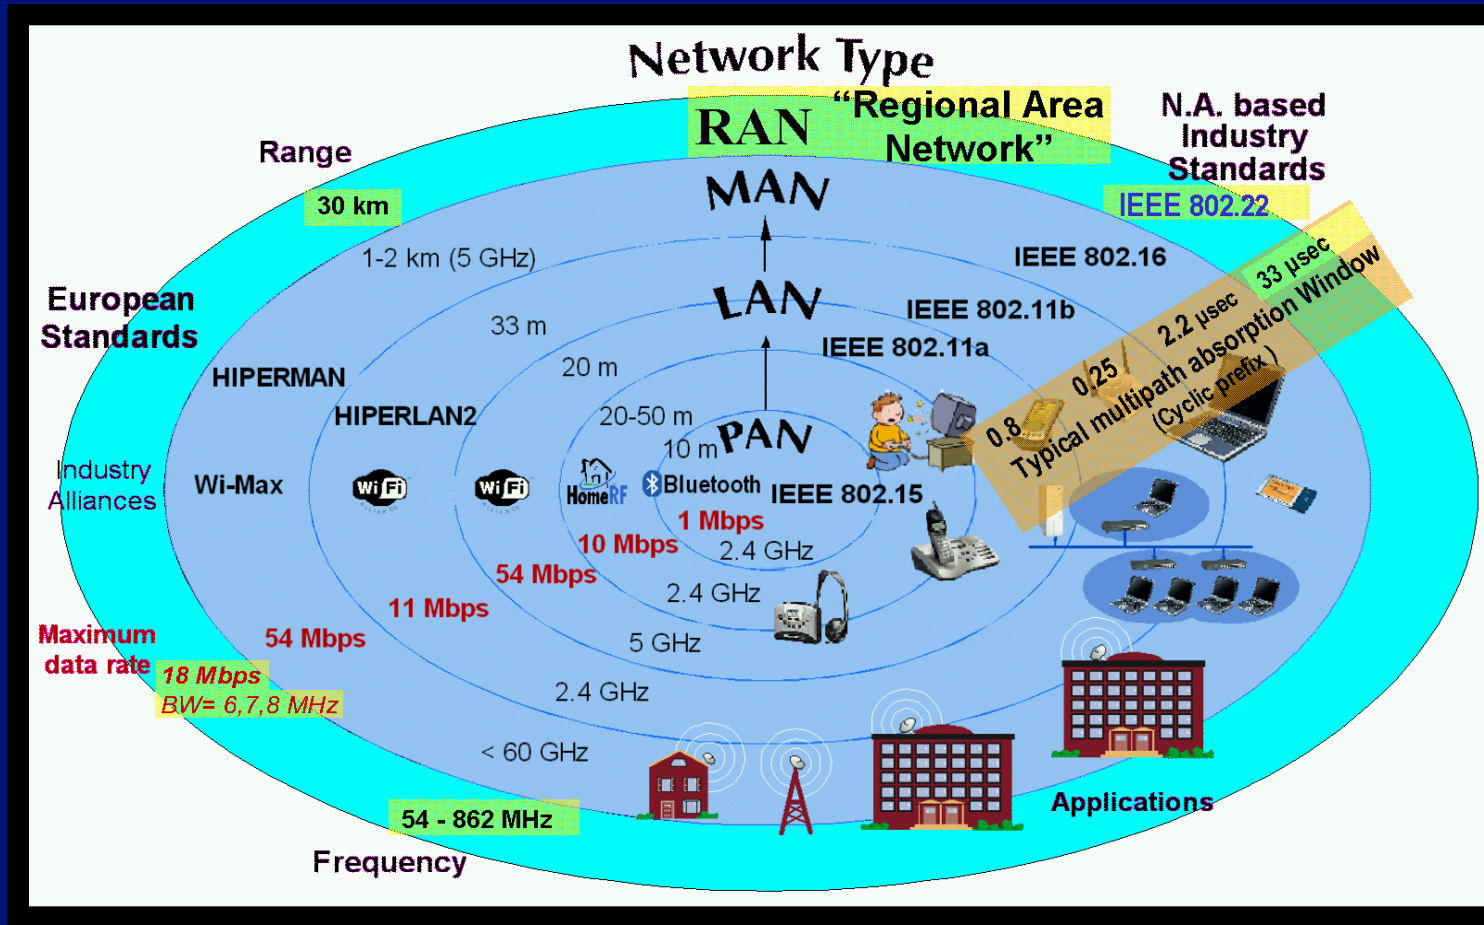 Network Type
RAN
“Regional Area
Network”
N.A. based
Industry
Standards
IEEE 802.22
Range
30 km
MAN
1-2 km (5 GHz)
IEEE 802.16
33 µsec
European
Standards
LAN
IEEE 802.11b
2.2 µsec
33 m
IEEE 802.11a
0.25
20 m
0.8
Typical multipath absorption Window
(Cyclic prefix )
HIPERMAN
HIPERLAN2
20-50 m
PAN
10 m
Industry
Alliances
Wi-Max
Wi Fi
ALLIANCE
Wi Fi
ALLIANCE
HomeRF
Bluetooth
IEEE 802.15
1 Mbps
10 Mbps
2.4 GHz
54 Mbps
2.4 GHz
11 Mbps
54 Mbps
5 GHz
Maximum
data rate
18 Mbps
BW= 6,7,8 MHz
2.4 GHz
< 60 GHz
Applications
54 - 862 MHz
Frequency